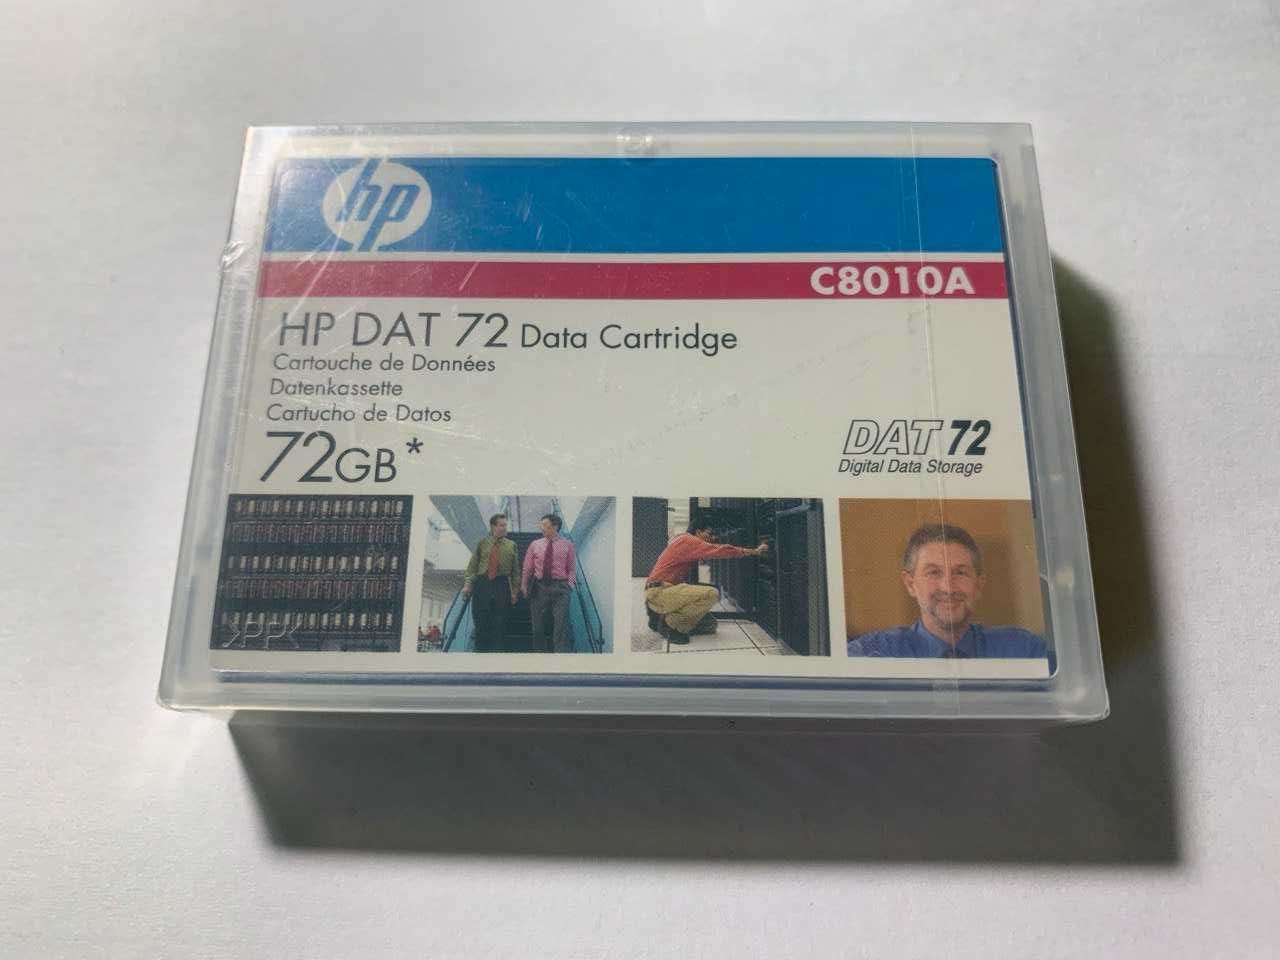 hp
C8010A
HP DAT 72 Data Cartridge
Cartouche de Données
Datenkassette
Cartucho de Datos
72GB*
DAT 72
Digital Data Storage
>PP<